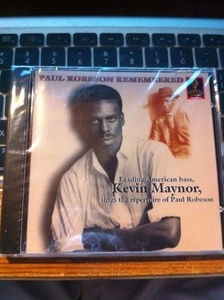 PAUL ROBESON REMEMBERED
Leading American bass,
Kevin Maynor,
sings the repertoire of Paul Robeson